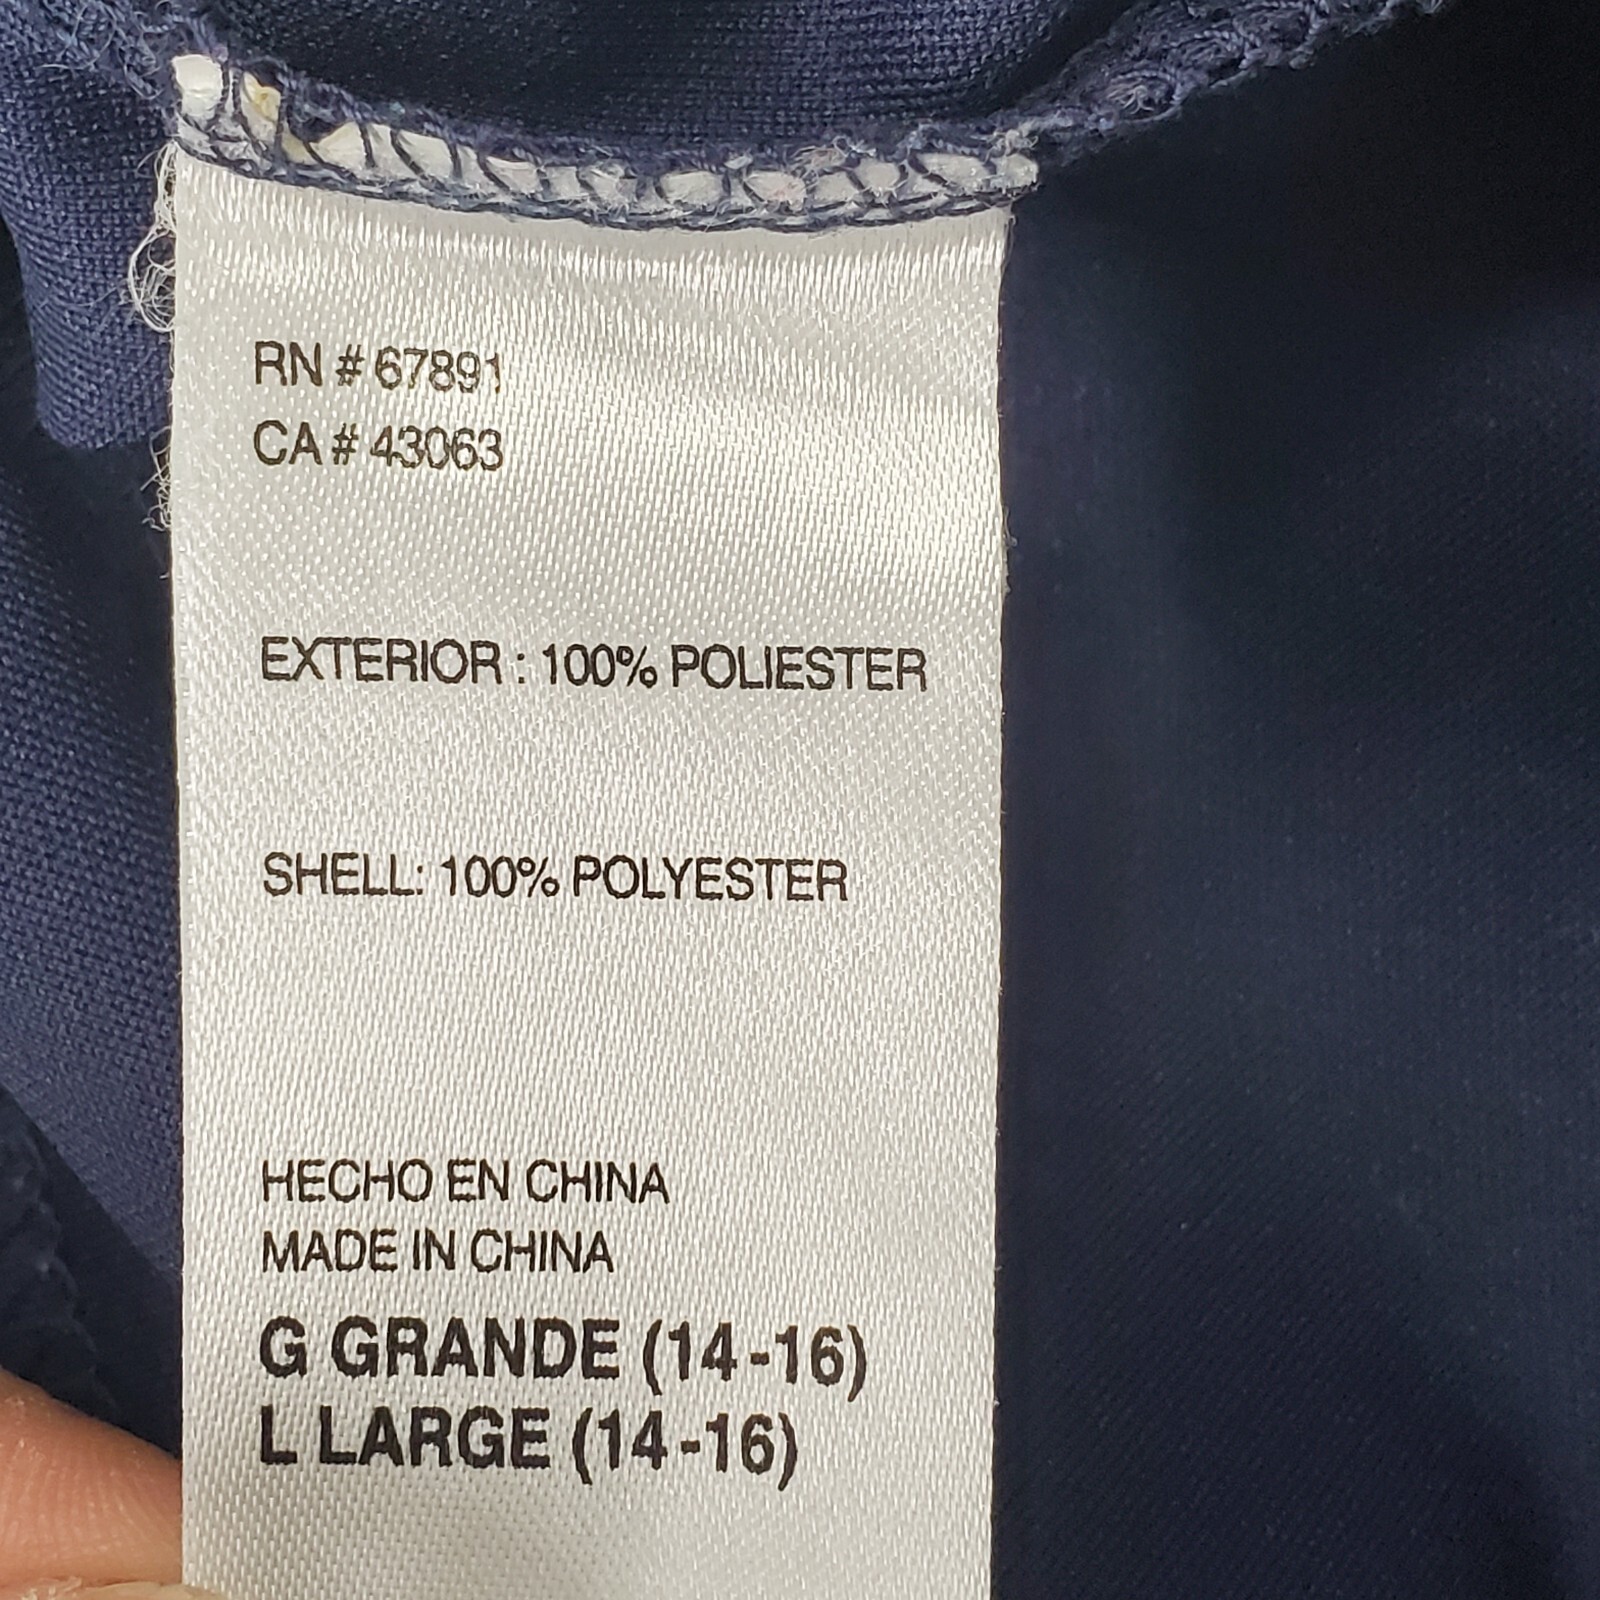 RN # 67891
CA # 43063
EXTERIOR : 100% POLIESTER
SHELL: 100% POLYESTER
HECHO EN CHINA
MADE IN CHINA
G GRANDE (14-16)
L LARGE (14-16)